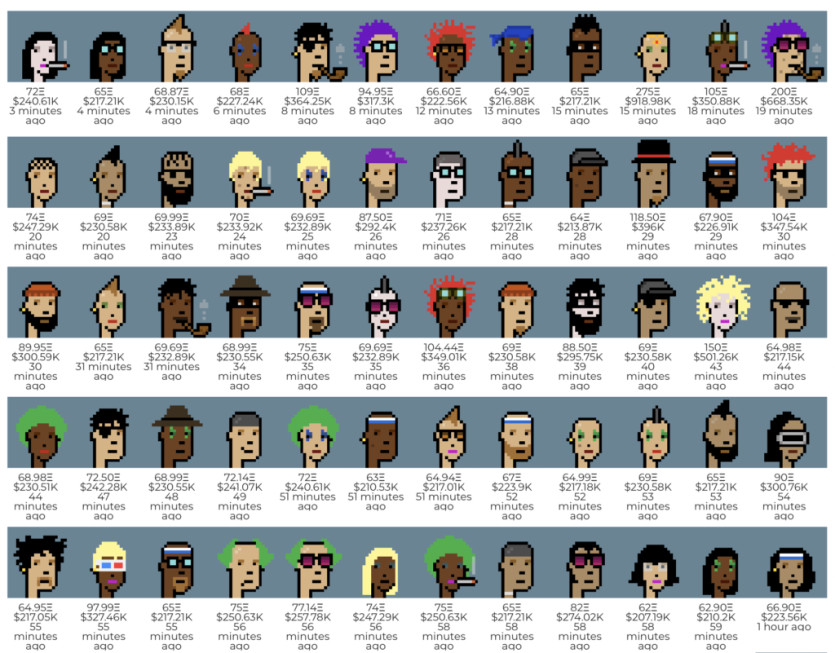 72Ξ 65Ξ 68.87Ξ 68Ξ 109Ξ 94.95Ξ 66.60Ξ 64.90Ξ 65Ξ 275Ξ 105Ξ 200Ξ
$240.61K $217.21K $230.15K $227.24K $364.25K $317.3K $222.56K $216.88K $217.21K $918.98K $350.88K $668.35K
3 minutes 4 minutes 4 minutes 6 minutes 8 minutes 8 minutes 12 minutes 13 minutes 15 minutes 15 minutes 18 minutes 19 minutes
ago ago ago ago ago ago ago ago ago ago ago ago
74Ξ 69Ξ 69.99Ξ 70Ξ 69.69Ξ 87.50Ξ 71Ξ 65Ξ 64Ξ 118.50Ξ 67.90Ξ 104Ξ
$247.29K $230.58K $233.89K $233.92K $232.89K $292.4K $237.26K $217.21K $213.87K $396K $226.91K $347.54K
20 20 23 24 25 26 26 28 28 29 29 30
minutes minutes minutes minutes minutes minutes minutes minutes minutes minutes minutes minutes
ago ago ago ago ago ago ago ago ago ago ago ago
89.95Ξ 65Ξ 69.69Ξ 68.99Ξ 75Ξ 69.69Ξ 104.44Ξ 69Ξ 88.50Ξ 69Ξ 150Ξ 64.98Ξ
$300.59K $217.21K $232.89K $230.55K $250.63K $232.89K $349.01K $230.58K $295.75K $230.58K $501.26K $217.15K
30 31 minutes 31 minutes 34 35 35 36 38 39 40 43 44
minutes ago ago minutes minutes minutes minutes minutes minutes minutes minutes minutes
ago ago ago ago ago ago ago ago ago ago
68.98Ξ 72.50Ξ 68.99Ξ 72.14Ξ 72Ξ 63Ξ 64.94Ξ 67Ξ 64.99Ξ 69Ξ 65Ξ 90Ξ
$230.51K $242.28K $230.55K $241.07K $240.61K $210.53K $217.01K $223.9K $217.18K $230.58K $217.21K $300.76K
44 47 48 49 51 minutes 51 minutes 51 minutes 52 52 53 53 54
minutes minutes minutes minutes ago ago ago minutes minutes minutes minutes minutes
ago ago ago ago ago ago ago ago ago
64.95Ξ 97.99Ξ 65Ξ 75Ξ 77.14Ξ 74Ξ 75Ξ 65Ξ 82Ξ 62Ξ 62.90Ξ 66.90Ξ
$217.05K $327.46K $217.21K $250.63K $257.78K $247.29K $250.63K $217.21K $274.02K $207.19K $210.2K $223.56K
55 55 55 56 56 56 58 58 58 58 59 1 hour ago
minutes minutes minutes minutes minutes minutes minutes minutes minutes minutes minutes
ago ago ago ago ago ago ago ago ago ago ago